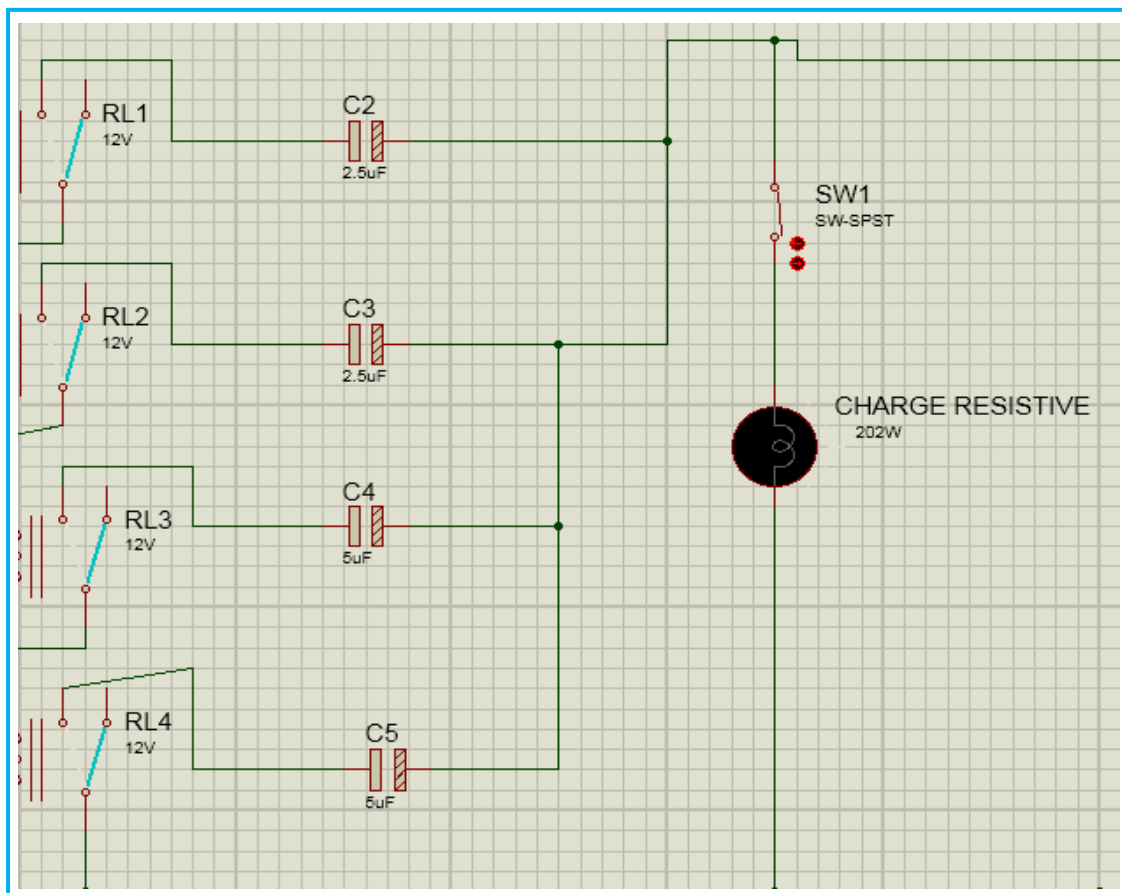 RL1
12V
C2
2.5uF
SW1
SW-SPST
RL2
12V
C3
2.5uF
CHARGE RESISTIVE
202W
RL3
12V
C4
5uF
RL4
12V
C5
5uF